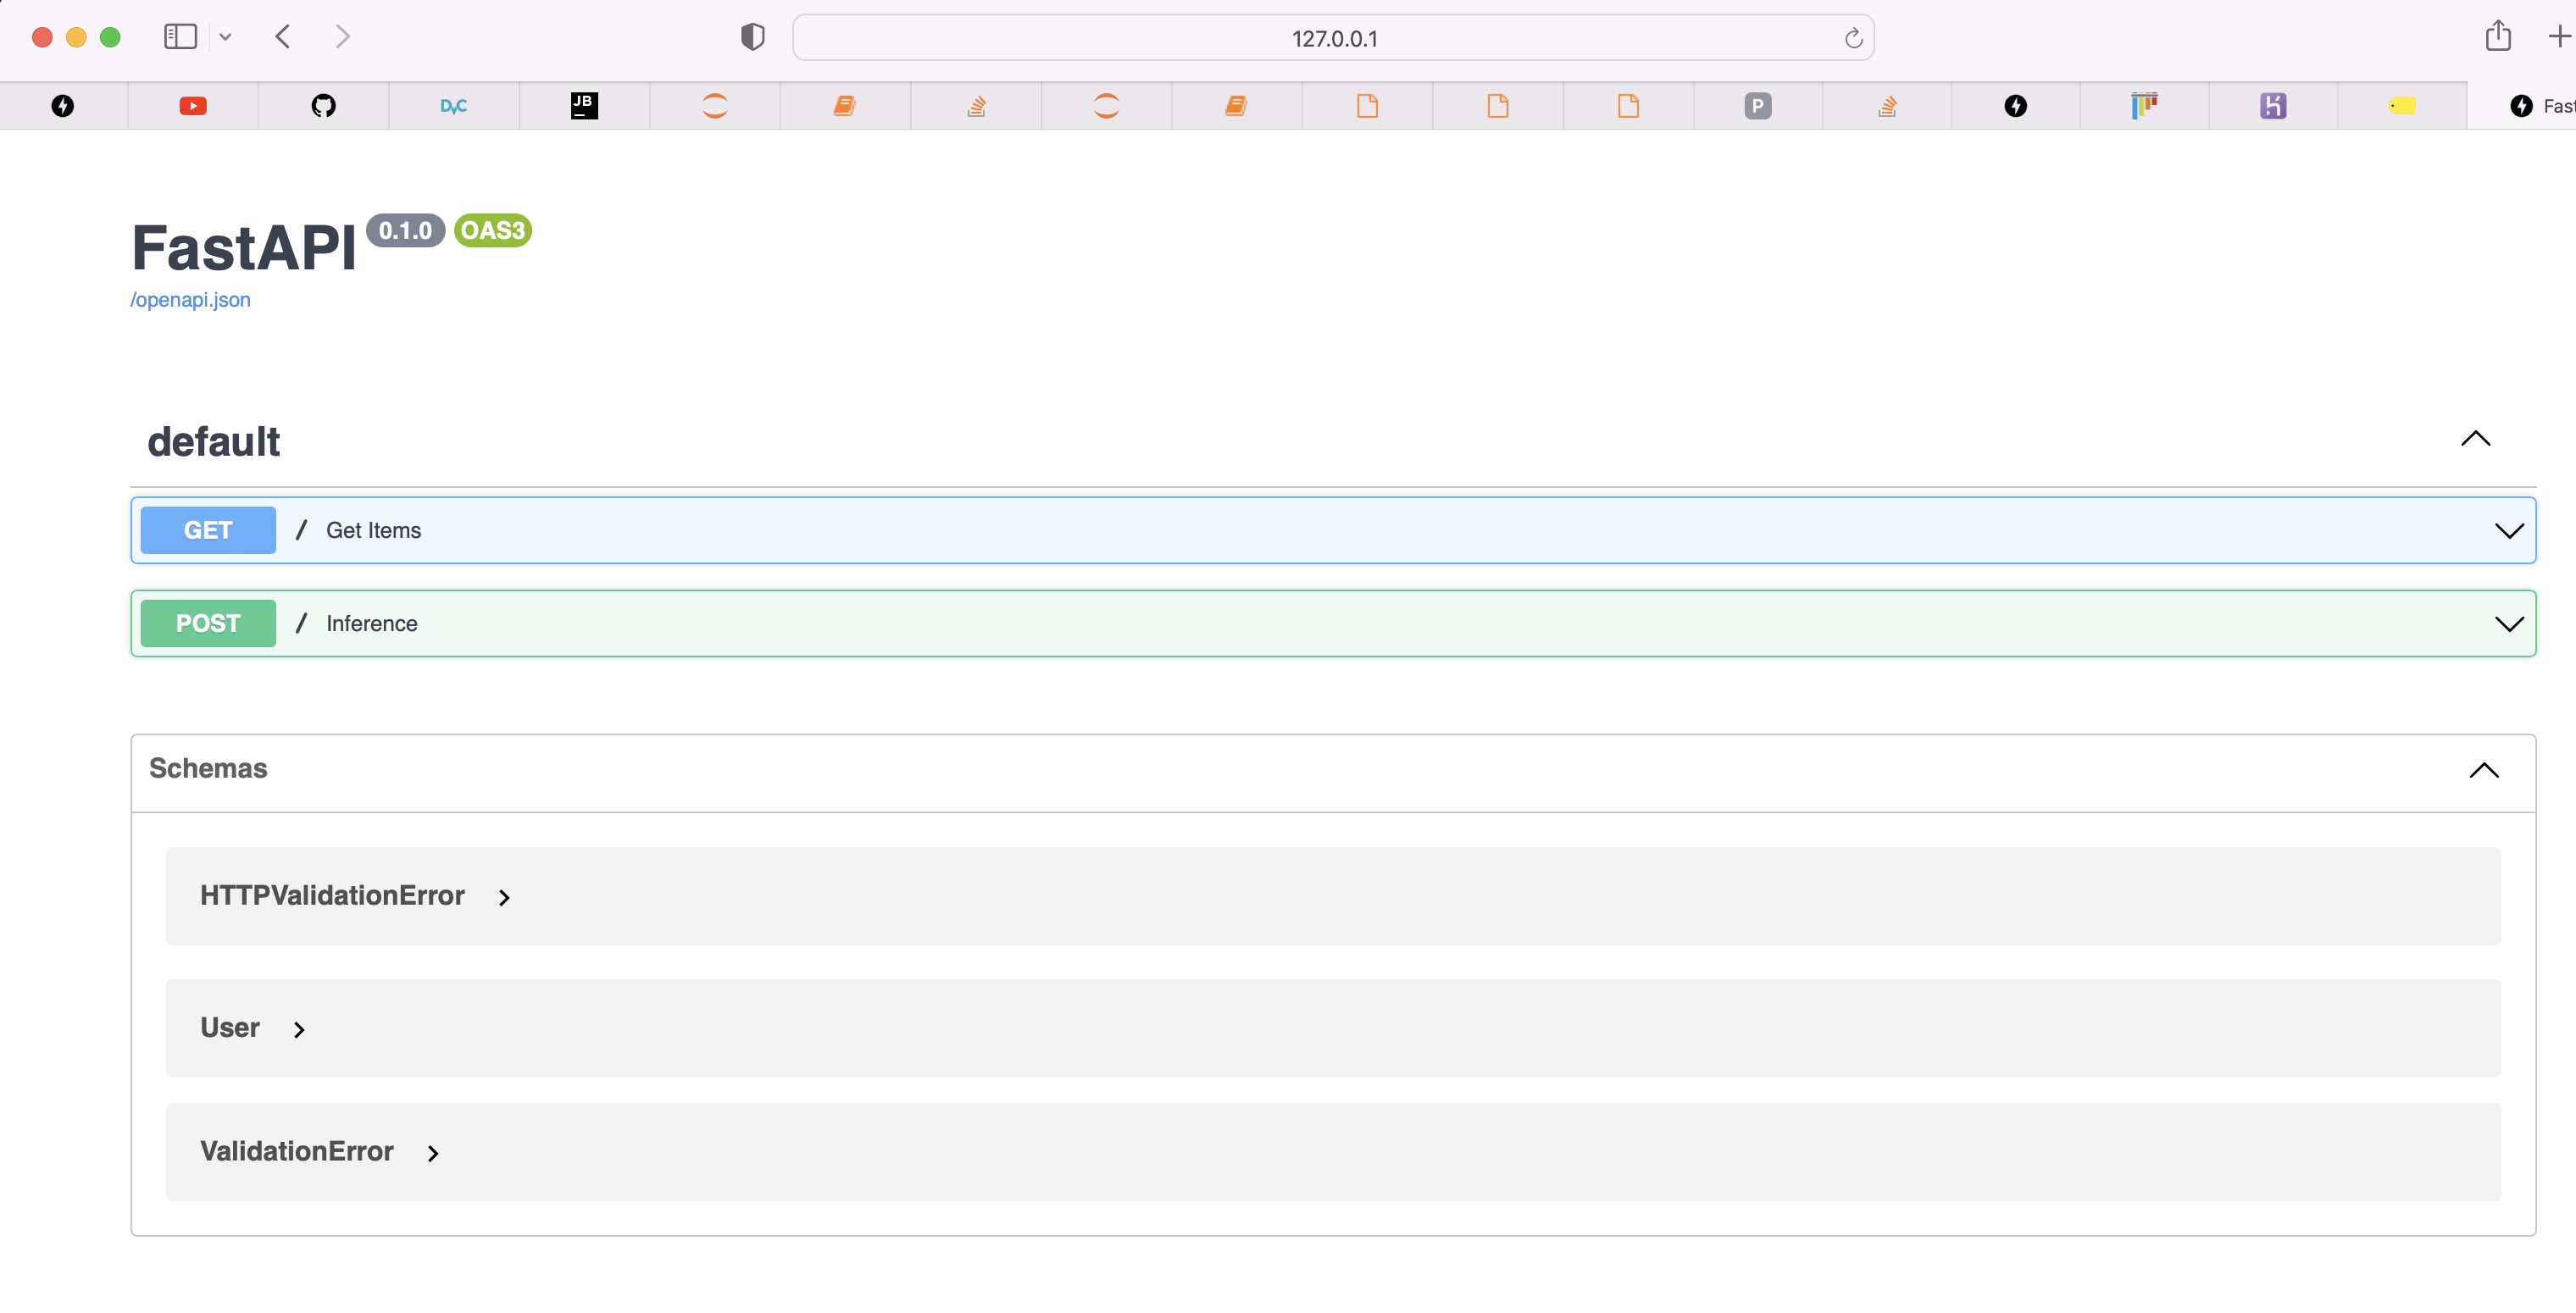 127.0.0.1
DVC
JB
P
Fast
FastAPI 0.1.0 OAS3
/openapi.json
default
GET / Get Items
POST / Inference
Schemas
HTTPValidationError
User
ValidationError